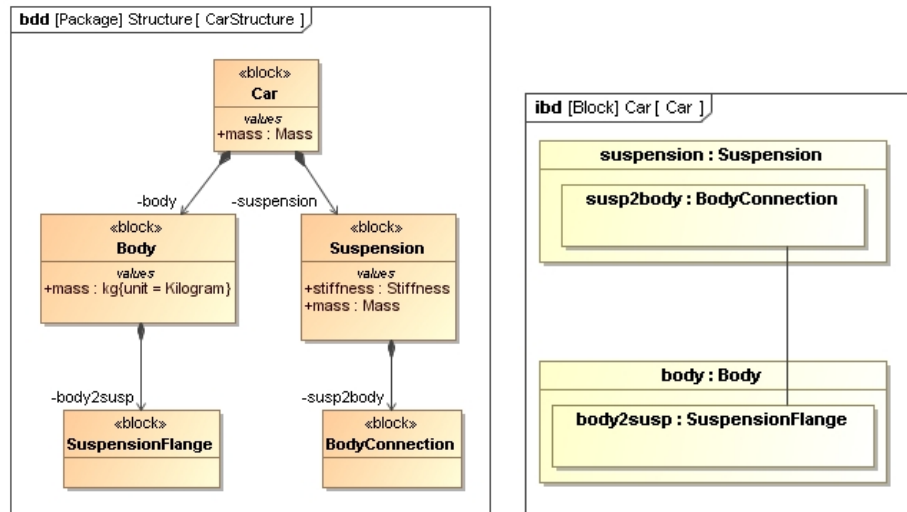 bdd [Package] Structure [ CarStructure ]
«block»
Car
values
+mass : Mass
-body
-suspension
«block»
Body
values
+mass : kg{unit = Kilogram}
«block»
Suspension
values
+stiffness : Stiffness
+mass : Mass
-body2susp
-susp2body
«block»
SuspensionFlange
«block»
BodyConnection
ibd [Block] Car [ Car ]
suspension : Suspension
susp2body : BodyConnection
body : Body
body2susp : SuspensionFlange